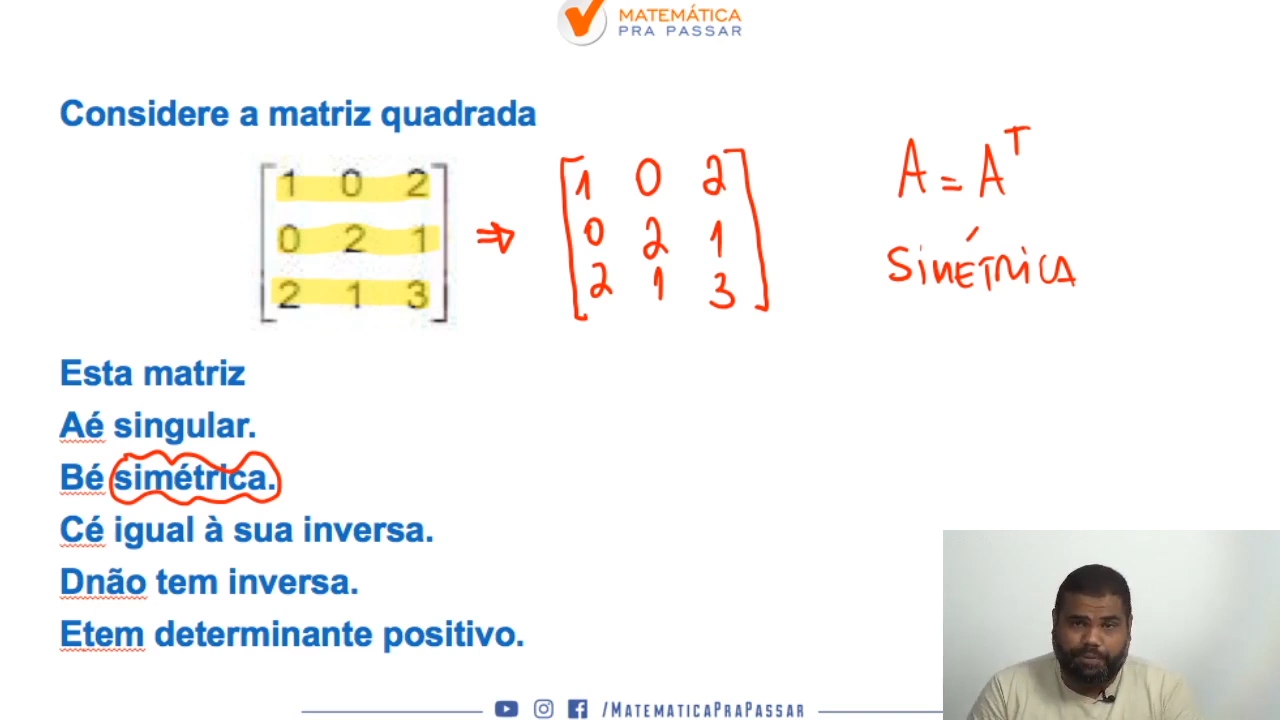 MATEMÁTICA
PRA PASSAR
Considere a matriz quadrada
1 0 2
0 2 1
2 1 3
⇒
1 0 2
0 2 1
2 1 3
A = A^T
SIMÉTRICA
Esta matriz
Aé singular.
Bé simétrica.
Cé igual à sua inversa.
Dnão tem inversa.
Etem determinante positivo.
/MATEMATICAPRAPASSAR